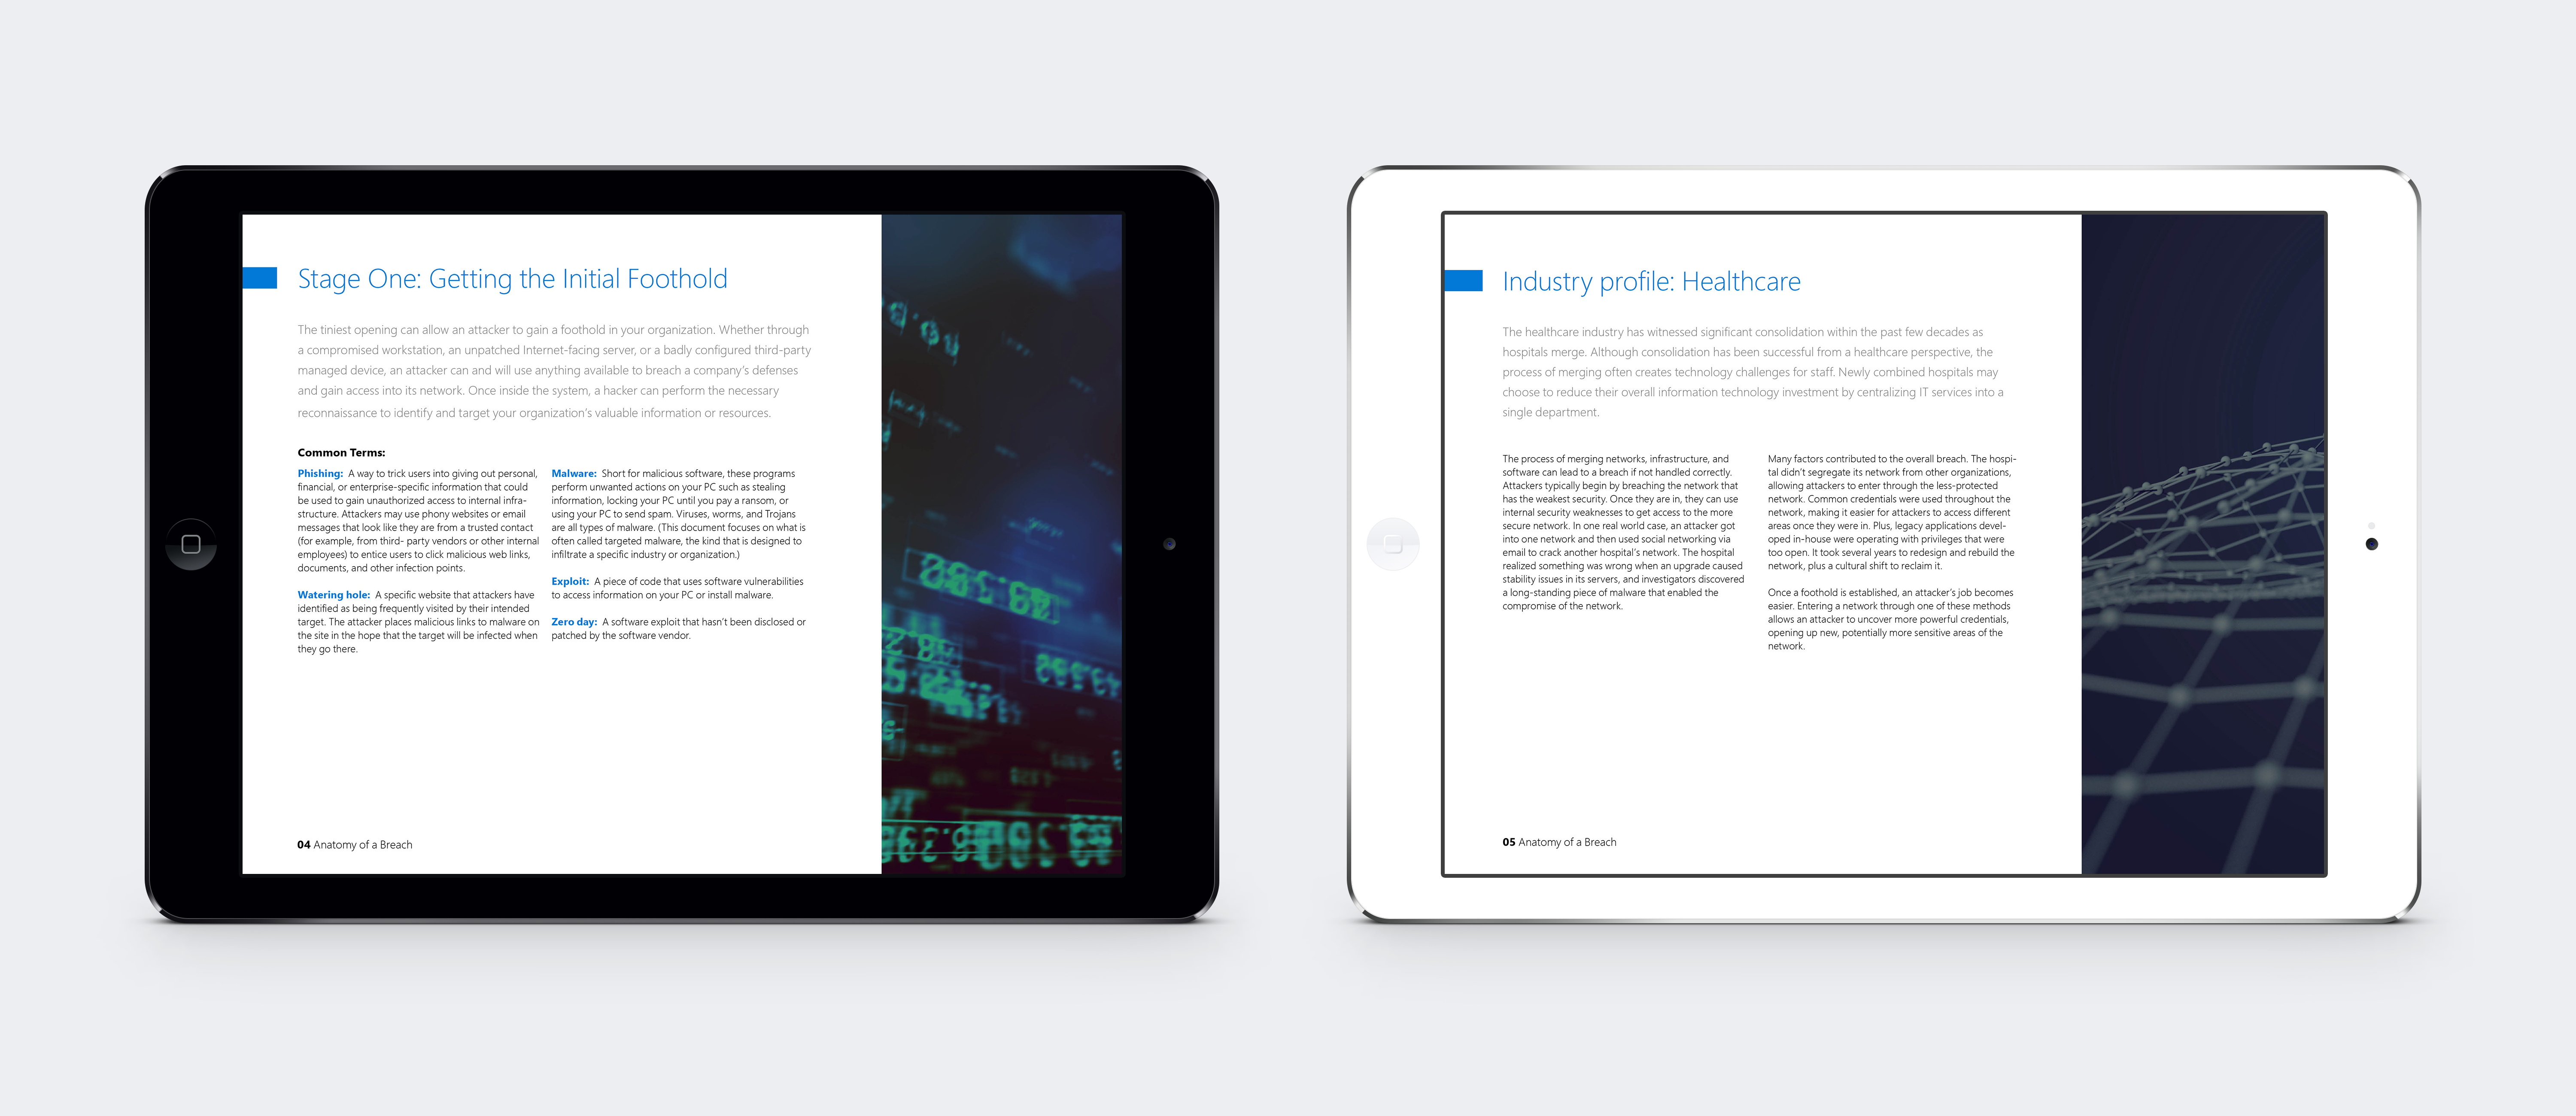 Stage One: Getting the Initial Foothold
The tiniest opening can allow an attacker to gain a foothold in your organization. Whether through
a compromised workstation, an unpatched Internet-facing server, or a badly configured third-party
managed device, an attacker can and will use anything available to breach a company's defenses
and gain access into its network. Once inside the system, a hacker can perform the necessary
reconnaissance to identify and target your organization's valuable information or resources.
Common Terms:
Phishing: A way to trick users into giving out personal,
financial, or enterprise-specific information that could
be used to gain unauthorized access to internal infra-
structure. Attackers may use phony websites or email
messages that look like they are from a trusted contact
(for example, from third- party vendors or other internal
employees) to entice users to click malicious web links,
documents, and other infection points.
Watering hole: A specific website that attackers have
identified as being frequently visited by their intended
target. The attacker places malicious links to malware on
the site in the hope that the target will be infected when
they go there.
Malware: Short for malicious software, these programs
perform unwanted actions on your PC such as stealing
information, locking your PC until you pay a ransom, or
using your PC to send spam. Viruses, worms, and Trojans
are all types of malware. (This document focuses on what is
often called targeted malware, the kind that is designed to
infiltrate a specific industry or organization.)
Exploit: A piece of code that uses software vulnerabilities
to access information on your PC or install malware.
Zero day: A software exploit that hasn't been disclosed or
patched by the software vendor.
04 Anatomy of a Breach
Industry profile: Healthcare
The healthcare industry has witnessed significant consolidation within the past few decades as
hospitals merge. Although consolidation has been successful from a healthcare perspective, the
process of merging often creates technology challenges for staff. Newly combined hospitals may
choose to reduce their overall information technology investment by centralizing IT services into a
single department.
The process of merging networks, infrastructure, and
software can lead to a breach if not handled correctly.
Attackers typically begin by breaching the network that
has the weakest security. Once they are in, they can use
internal security weaknesses to get access to the more
secure network. In one real world case, an attacker got
into one network and then used social networking via
email to crack another hospital's network. The hospital
realized something was wrong when an upgrade caused
stability issues in its servers, and investigators discovered
a long-standing piece of malware that enabled the
compromise of the network.
Many factors contributed to the overall breach. The hospi-
tal didn't segregate its network from other organizations,
allowing attackers to enter through the less-protected
network. Common credentials were used throughout the
network, making it easier for attackers to access different
areas once they were in. Plus, legacy applications devel-
oped in-house were operating with privileges that were
too open. It took several years to redesign and rebuild the
network, plus a cultural shift to reclaim it.
Once a foothold is established, an attacker's job becomes
easier. Entering a network through one of these methods
allows an attacker to uncover more powerful credentials,
opening up new, potentially more sensitive areas of the
network.
05 Anatomy of a Breach